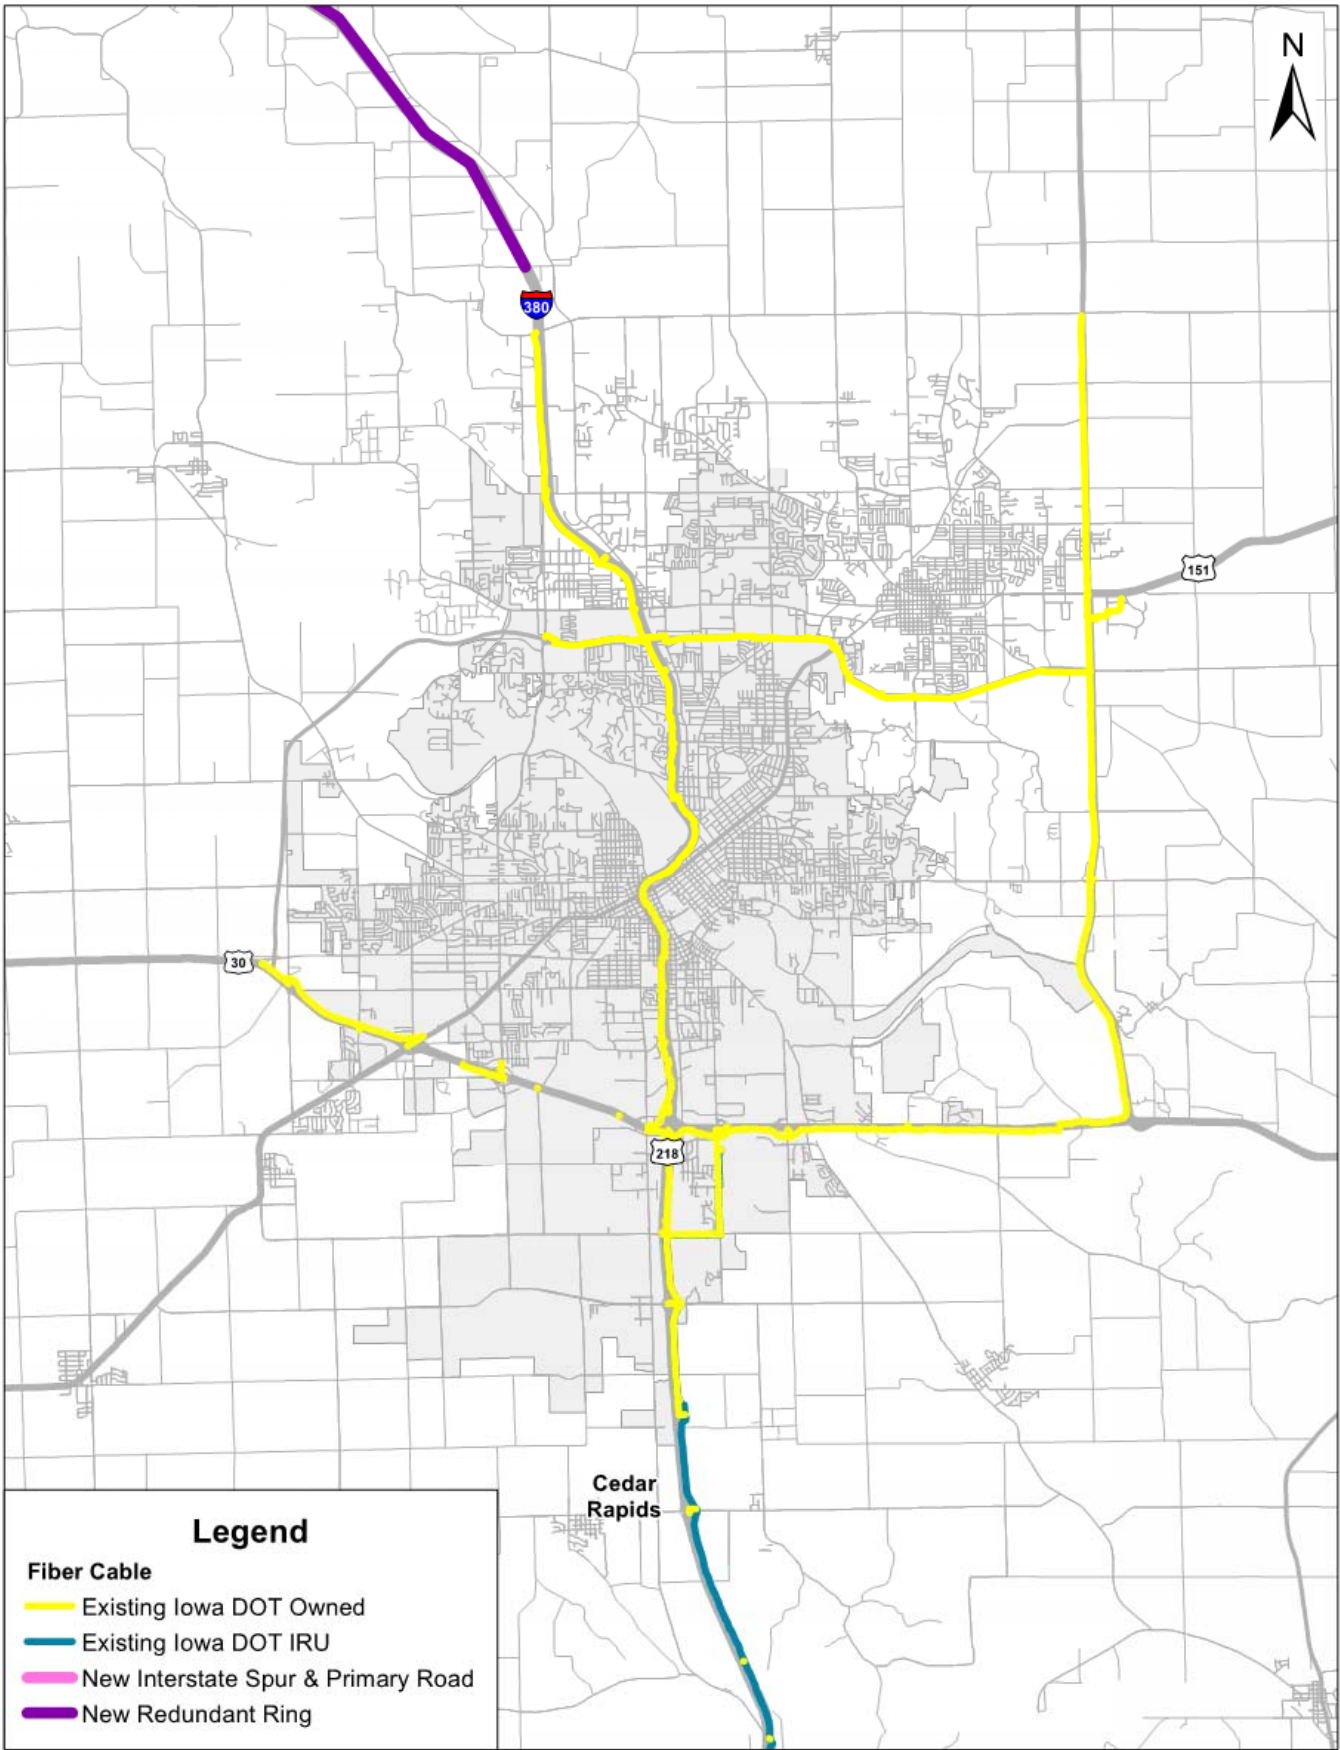 N
380
151
30
218
Cedar
Rapids
Legend
Fiber Cable
Existing Iowa DOT Owned
Existing Iowa DOT IRU
New Interstate Spur & Primary Road
New Redundant Ring